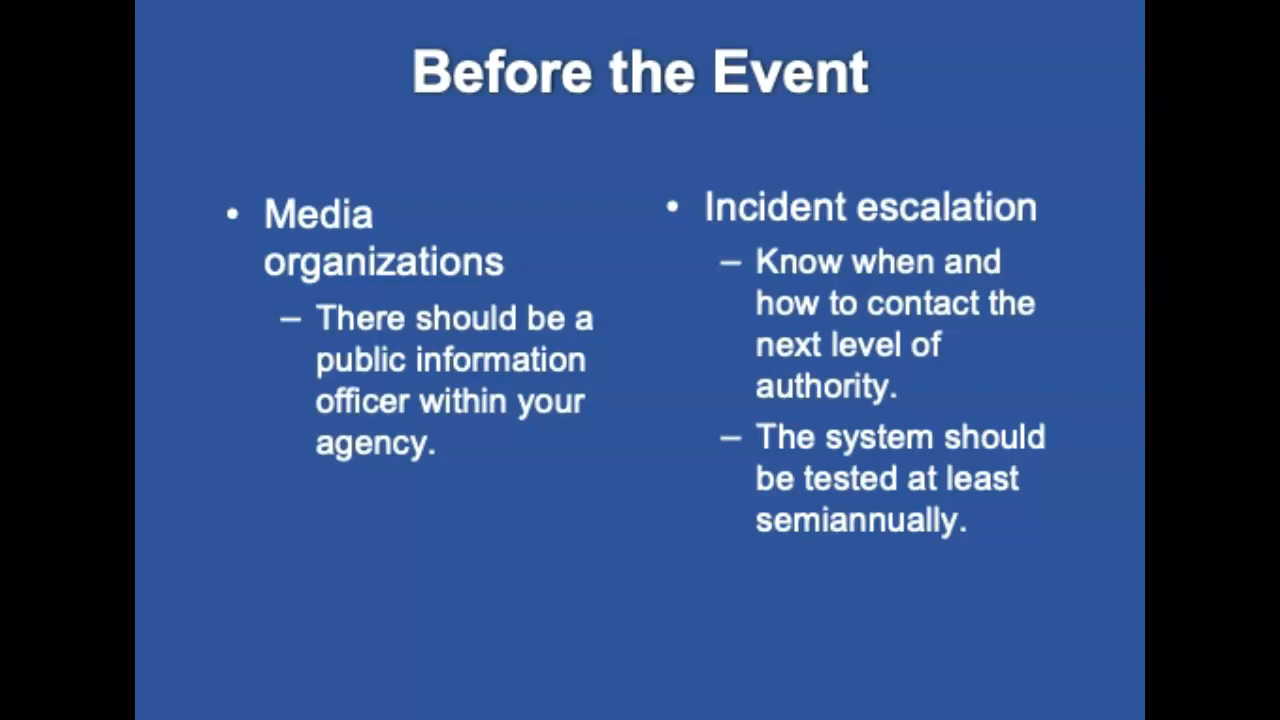 Before the Event
• Media
organizations
– There should be a
public information
officer within your
agency.
• Incident escalation
– Know when and
how to contact the
next level of
authority.
– The system should
be tested at least
semiannually.